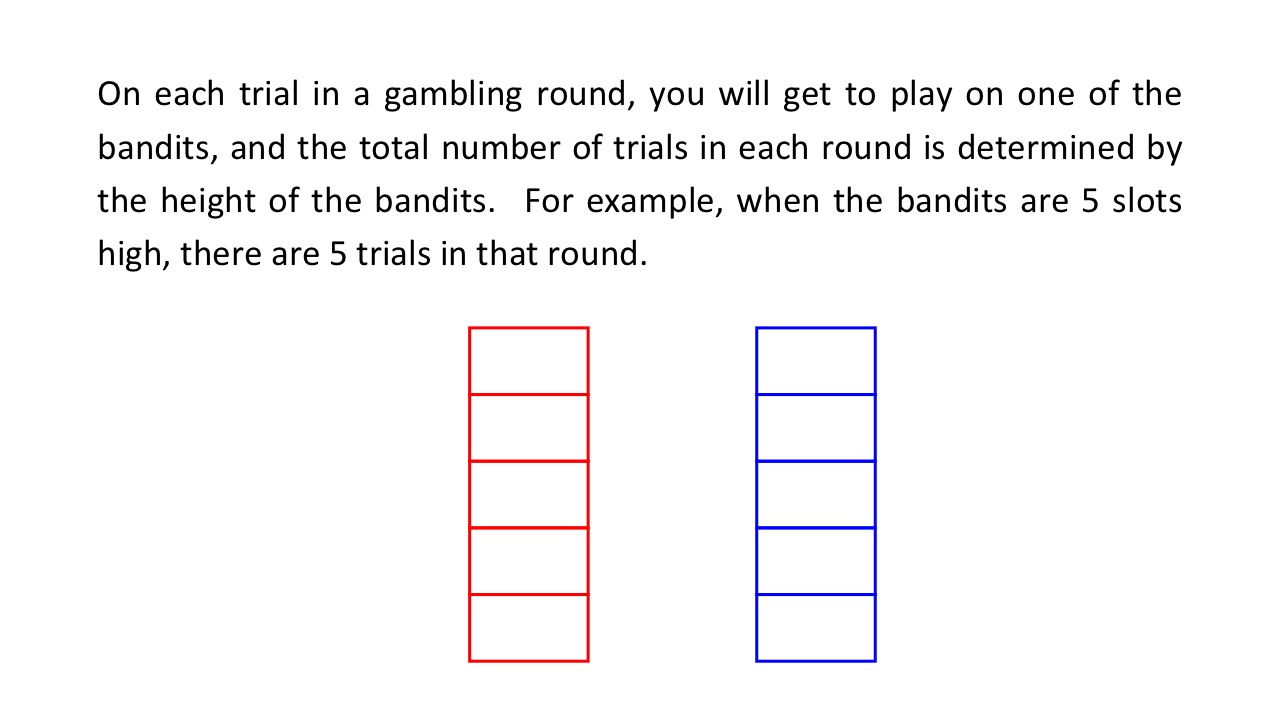 On each trial in a gambling round, you will get to play on one of the
bandits, and the total number of trials in each round is determined by
the height of the bandits.  For example, when the bandits are 5 slots
high, there are 5 trials in that round.